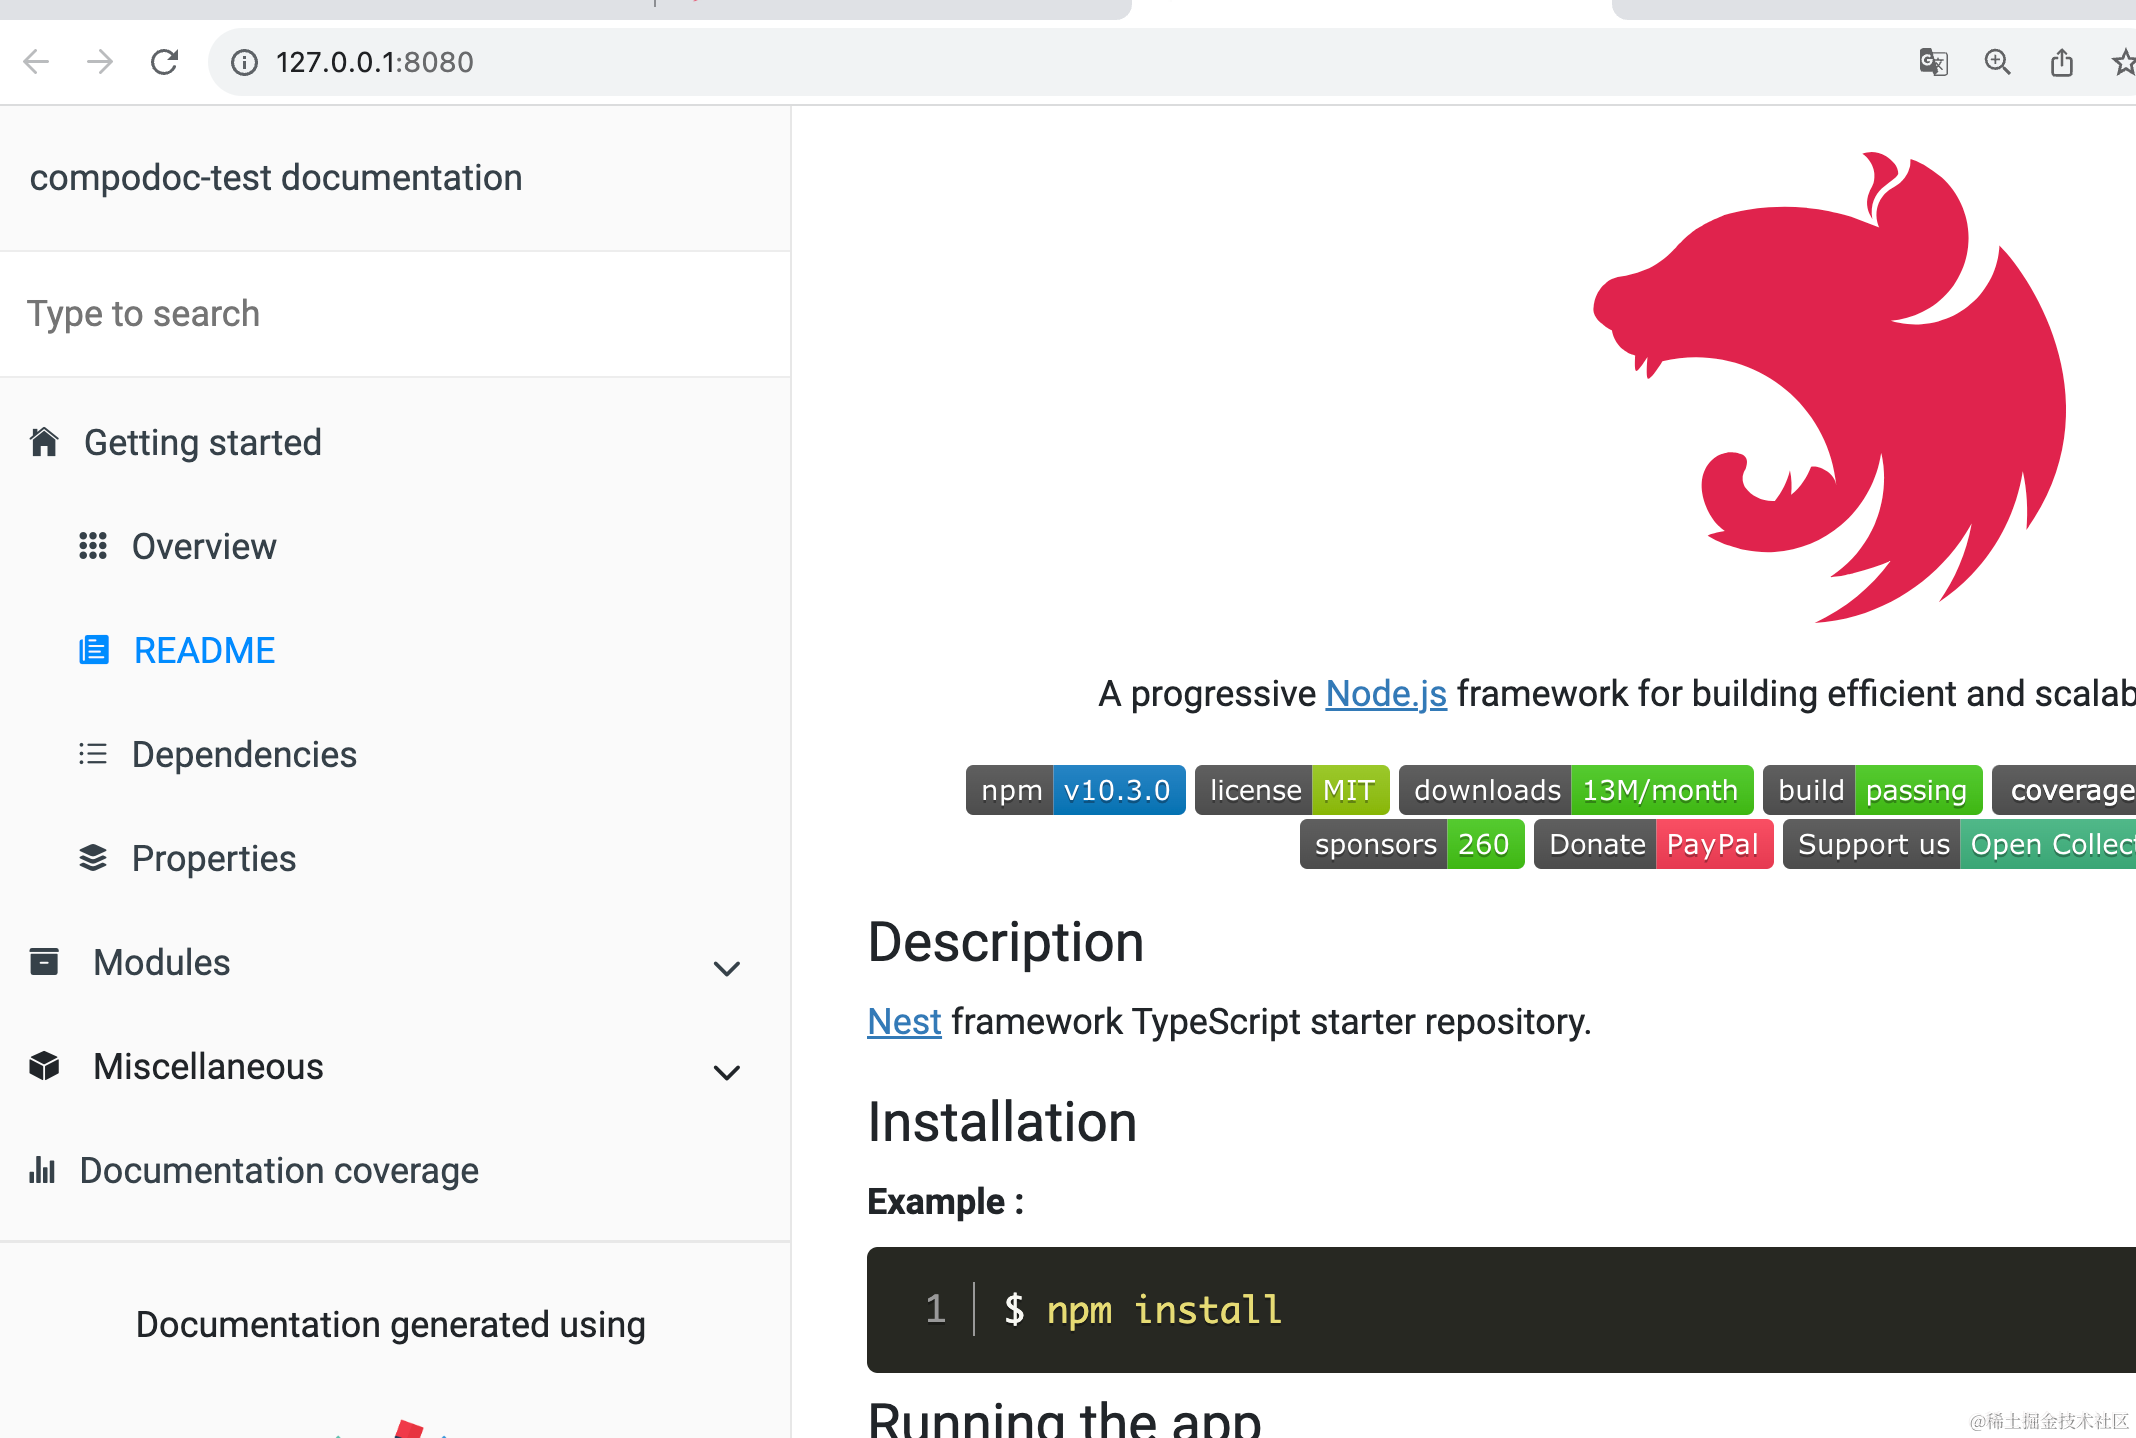 127.0.0.1:8080
compodoc-test documentation
Type to search
Getting started
Overview
README
Dependencies
Properties
Modules
Miscellaneous
Documentation coverage
Documentation generated using
A progressive Node.js framework for building efficient and scalab
npm v10.3.0 license MIT downloads 13M/month build passing coverage
sponsors 260 Donate PayPal Support us Open Collect
Description
Nest framework TypeScript starter repository.
Installation
Example :
1 $ npm install
Running the app
@稀土掘金技术社区